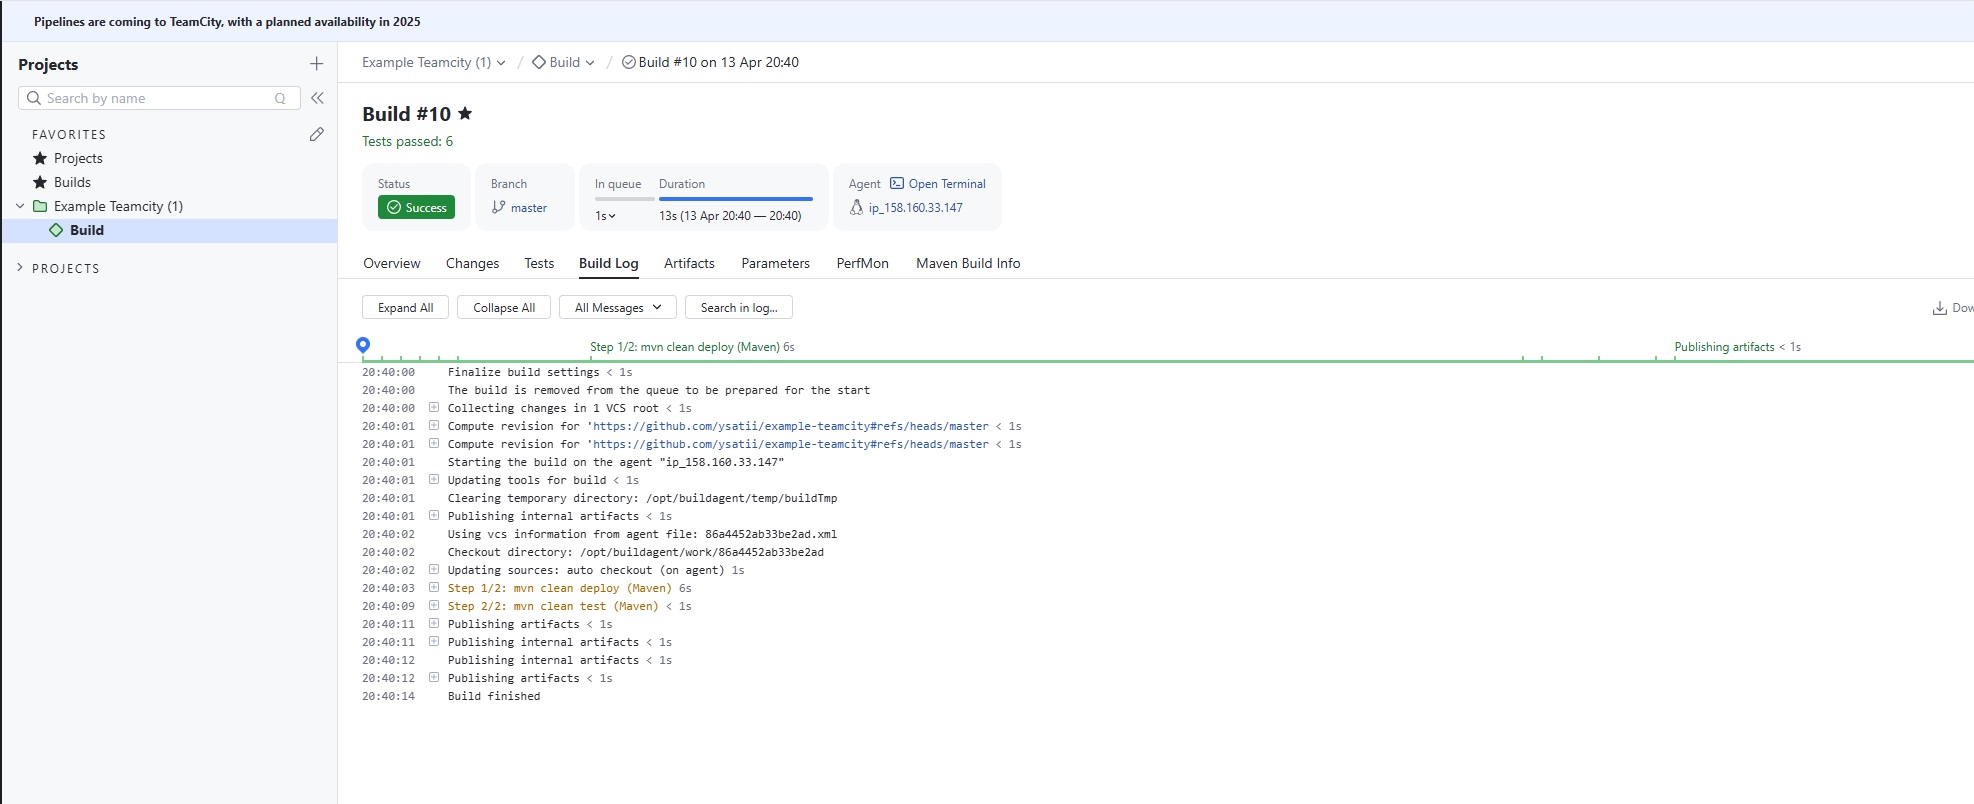 Pipelines are coming to TeamCity, with a planned availability in 2025
Projects
Search by name Q
FAVORITES
Projects
Builds
Example Teamcity (1)
Build
PROJECTS
Example Teamcity (1) / Build / Build #10 on 13 Apr 20:40
Build #10
Tests passed: 6
Status
Success
Branch
master
In queue Duration
1s 13s (13 Apr 20:40 — 20:40)
Agent Open Terminal
ip_158.160.33.147
Overview Changes Tests Build Log Artifacts Parameters PerfMon Maven Build Info
Expand All Collapse All All Messages Search in log...
Step 1/2: mvn clean deploy (Maven) 6s Publishing artifacts < 1s
20:40:00 Finalize build settings < 1s
20:40:00 The build is removed from the queue to be prepared for the start
20:40:00 Collecting changes in 1 VCS root < 1s
20:40:01 Compute revision for 'https://github.com/ysatii/example-teamcity#refs/heads/master < 1s
20:40:01 Compute revision for 'https://github.com/ysatii/example-teamcity#refs/heads/master < 1s
20:40:01 Starting the build on the agent "ip_158.160.33.147"
20:40:01 Updating tools for build < 1s
20:40:01 Clearing temporary directory: /opt/buildagent/temp/buildTmp
20:40:01 Publishing internal artifacts < 1s
20:40:02 Using vcs information from agent file: 86a4452ab33be2ad.xml
20:40:02 Checkout directory: /opt/buildagent/work/86a4452ab33be2ad
20:40:02 Updating sources: auto checkout (on agent) 1s
20:40:03 Step 1/2: mvn clean deploy (Maven) 6s
20:40:09 Step 2/2: mvn clean test (Maven) < 1s
20:40:11 Publishing artifacts < 1s
20:40:11 Publishing internal artifacts < 1s
20:40:12 Publishing internal artifacts < 1s
20:40:12 Publishing artifacts < 1s
20:40:14 Build finished